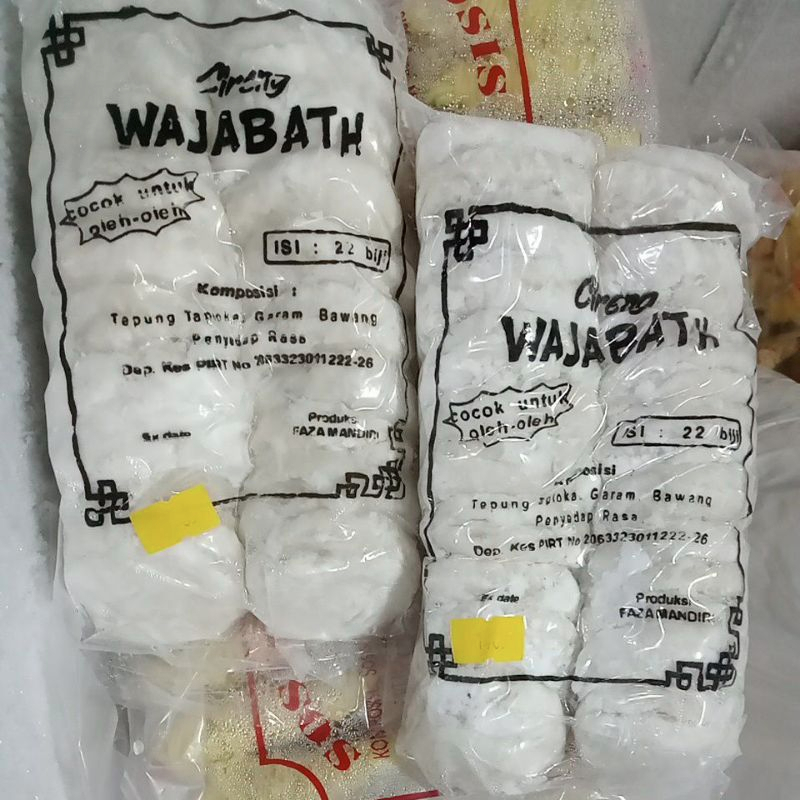 Cireng
WAJABATH
cocok untuk
oleh-oleh
ISI : 22 biji
Komposisi :
Tepung Tapioka, Garam Bawang
Penyedap Rasa
Dep. Kes PIRT No 2063323011222-26
Ex date
Produksi
FAZA MANDIRI
Cireng
WAJABATH
cocok untuk
oleh-oleh
ISI : 22 biji
Komposisi :
Tepung Tapioka, Garam Bawang
Penyedap Rasa
Dep. Kes PIRT No 2063323011222-26
Ex date
Produksi
FAZA MANDIRI
SIS
SOS